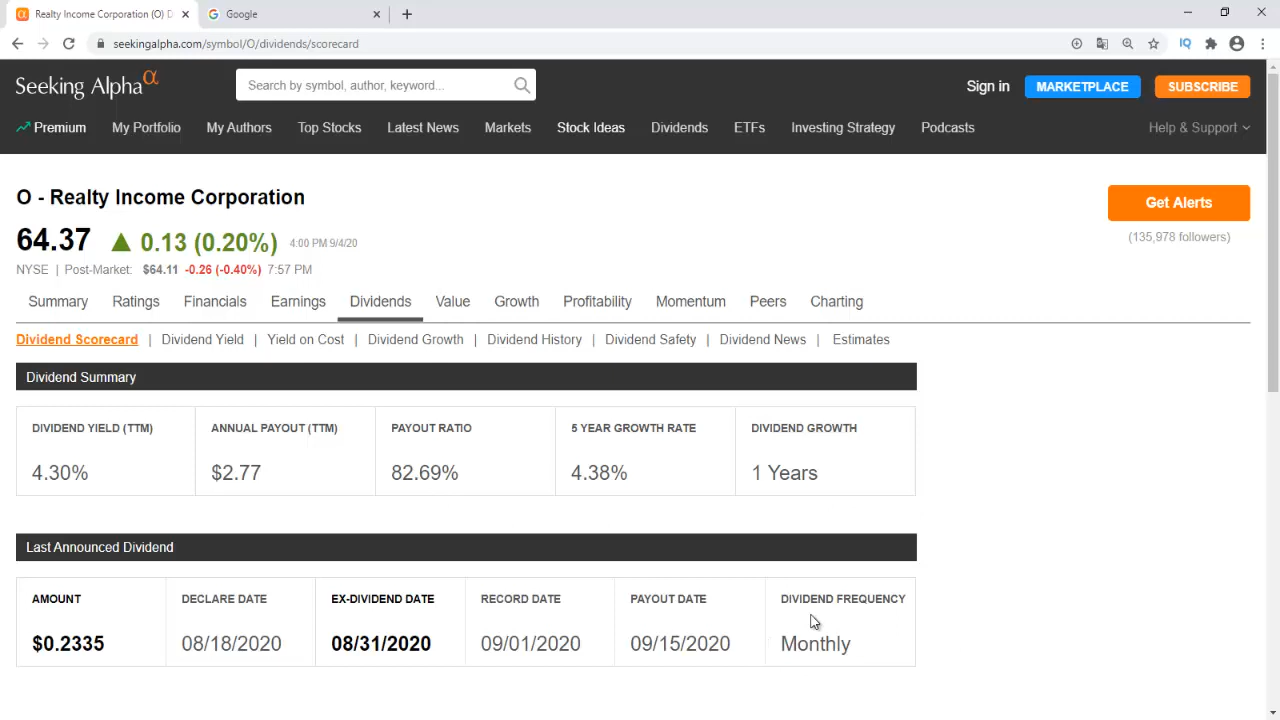 Realty Income Corporation (O) D
Google
seekingalpha.com/symbol/O/dividends/scorecard
IQ
Seeking Alpha α
Search by symbol, author, keyword...
Sign in
MARKETPLACE
SUBSCRIBE
Premium My Portfolio My Authors Top Stocks Latest News Markets Stock Ideas Dividends ETFs Investing Strategy Podcasts Help & Support
O - Realty Income Corporation
Get Alerts
64.37 ▲ 0.13 (0.20%) 4:00 PM 9/4/20
(135,978 followers)
NYSE | Post-Market: $64.11 -0.26 (-0.40%) 7:57 PM
Summary Ratings Financials Earnings Dividends Value Growth Profitability Momentum Peers Charting
Dividend Scorecard | Dividend Yield | Yield on Cost | Dividend Growth | Dividend History | Dividend Safety | Dividend News | Estimates
Dividend Summary
DIVIDEND YIELD (TTM) ANNUAL PAYOUT (TTM) PAYOUT RATIO 5 YEAR GROWTH RATE DIVIDEND GROWTH
4.30% $2.77 82.69% 4.38% 1 Years
Last Announced Dividend
AMOUNT DECLARE DATE EX-DIVIDEND DATE RECORD DATE PAYOUT DATE DIVIDEND FREQUENCY
$0.2335 08/18/2020 08/31/2020 09/01/2020 09/15/2020 Monthly